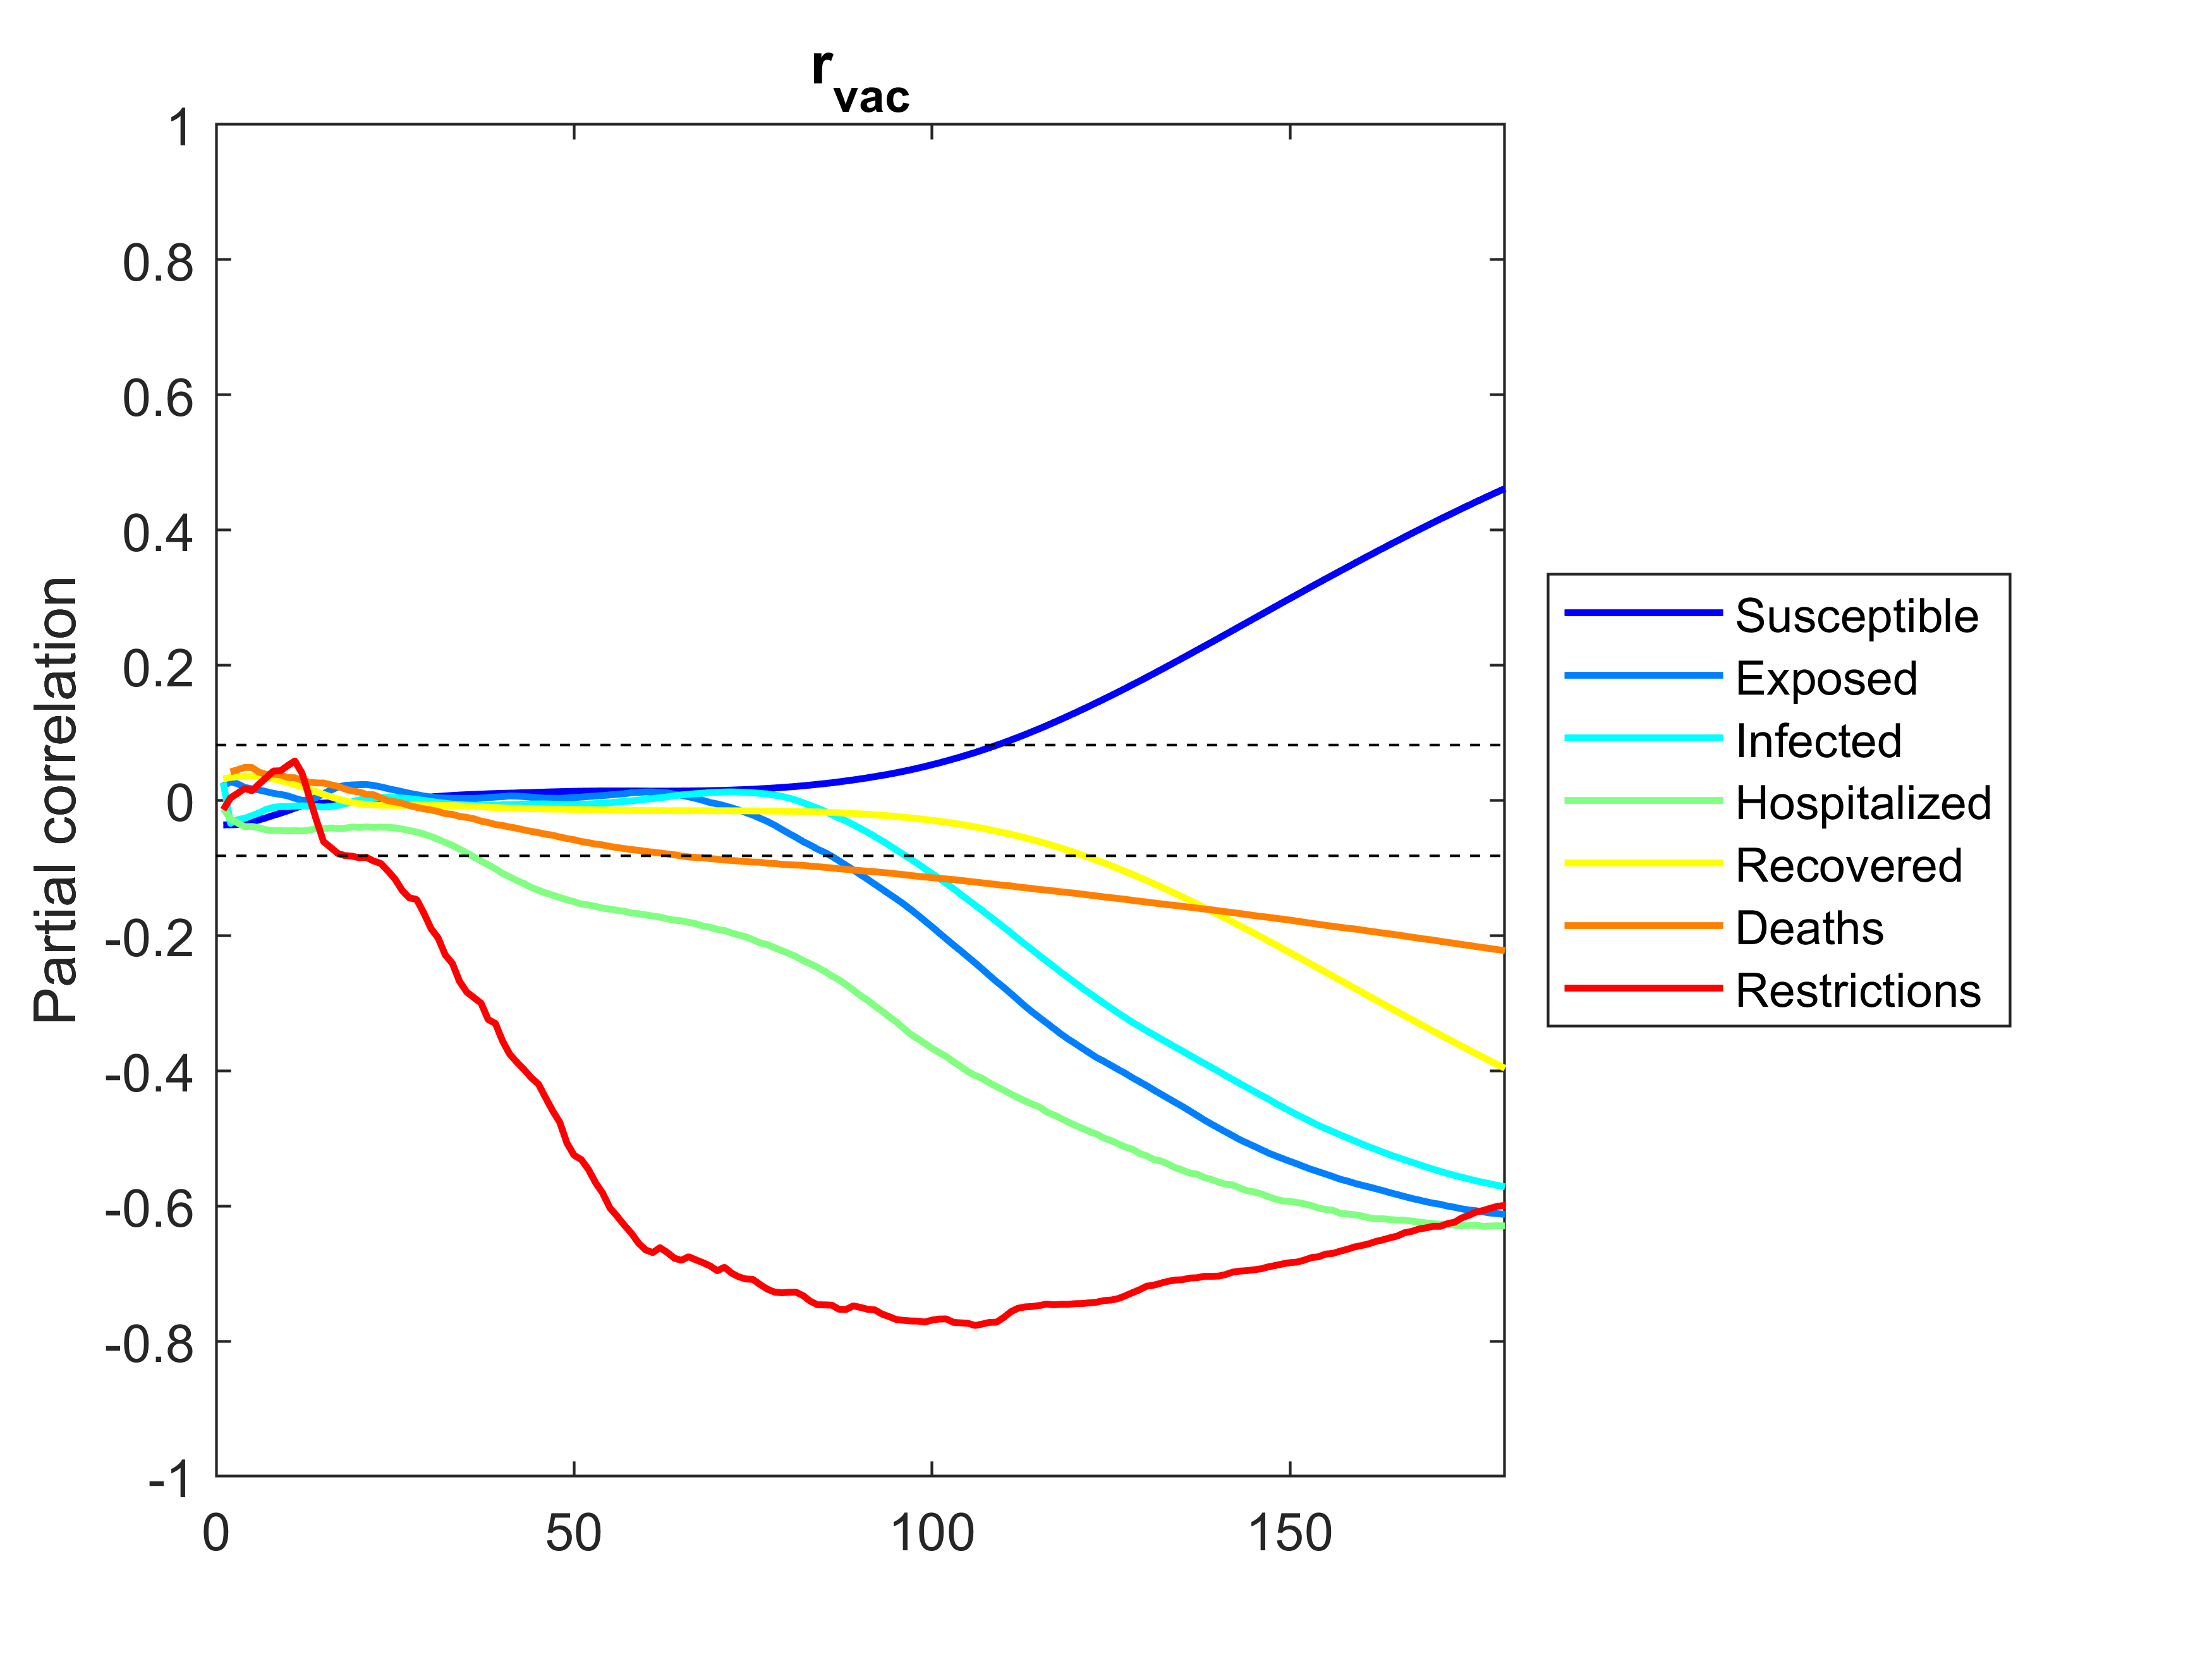 r_vac
1
0.8
0.6
0.4
0.2
0
-0.2
-0.4
-0.6
-0.8
-1
Partial correlation
0 50 100 150
Susceptible
Exposed
Infected
Hospitalized
Recovered
Deaths
Restrictions